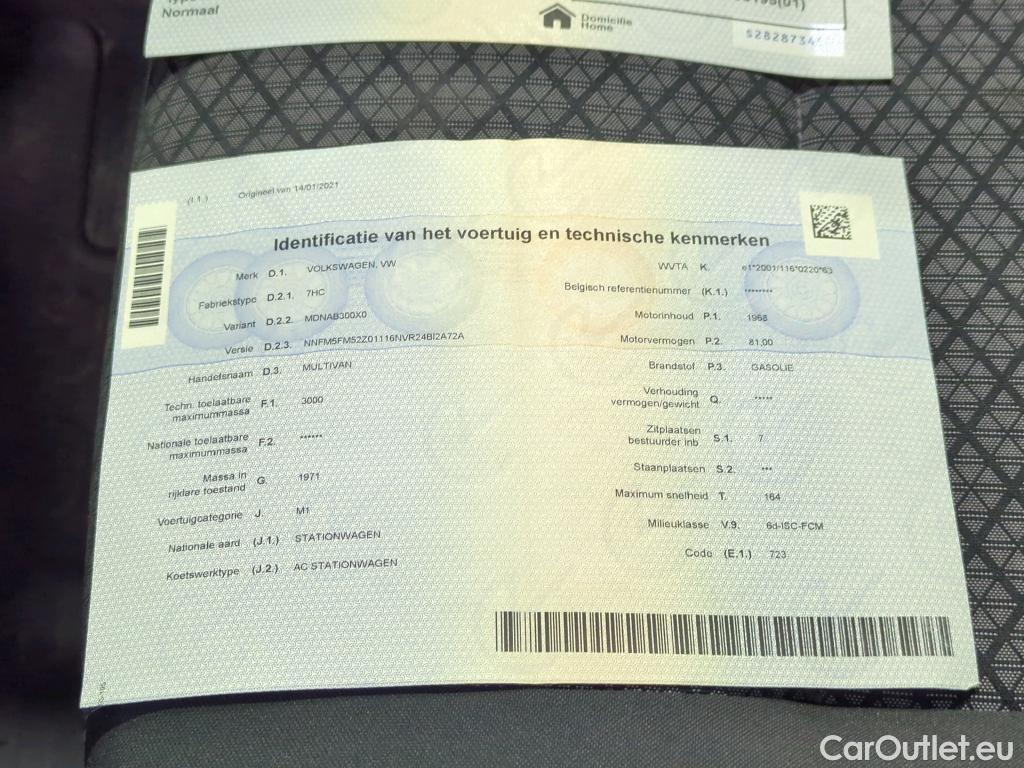 Normaal
Domicilie
Home
(I.1.)
Origineel van 14/01/2021
Identificatie van het voertuig en technische kenmerken
Merk D.1. VOLKSWAGEN, VW
Fabriekstype D.2.1. 7HC
Variant D.2.2. MDNAB300X0
Versie D.2.3. NNFM5FM52Z01116NVR24BI2A72A
Handelsnaam D.3. MULTIVAN
Techn. toelaatbare
maximummassa F.1. 3000
Nationale toelaatbare
maximummassa F.2. ******
Massa in
rijklare toestand G. 1971
Voertuigcategorie J. M1
Nationale aard (J.1.) STATIONWAGEN
Koetswerktype (J.2.) AC STATIONWAGEN
WVTA K. e1*2001/116*0220*63
Belgisch referentienummer (K.1.) ********
Motorinhoud P.1. 1968
Motorvermogen P.2. 81,00
Brandstof P.3. GASOLIE
Verhouding
vermogen/gewicht Q. *****
Zitplaatsen
bestuurder inb S.1. 7
Staanplaatsen S.2. ***
Maximum snelheid T. 164
Milieuklasse V.9. 6d-ISC-FCM
Code (E.1.) 723
CarOutlet.eu